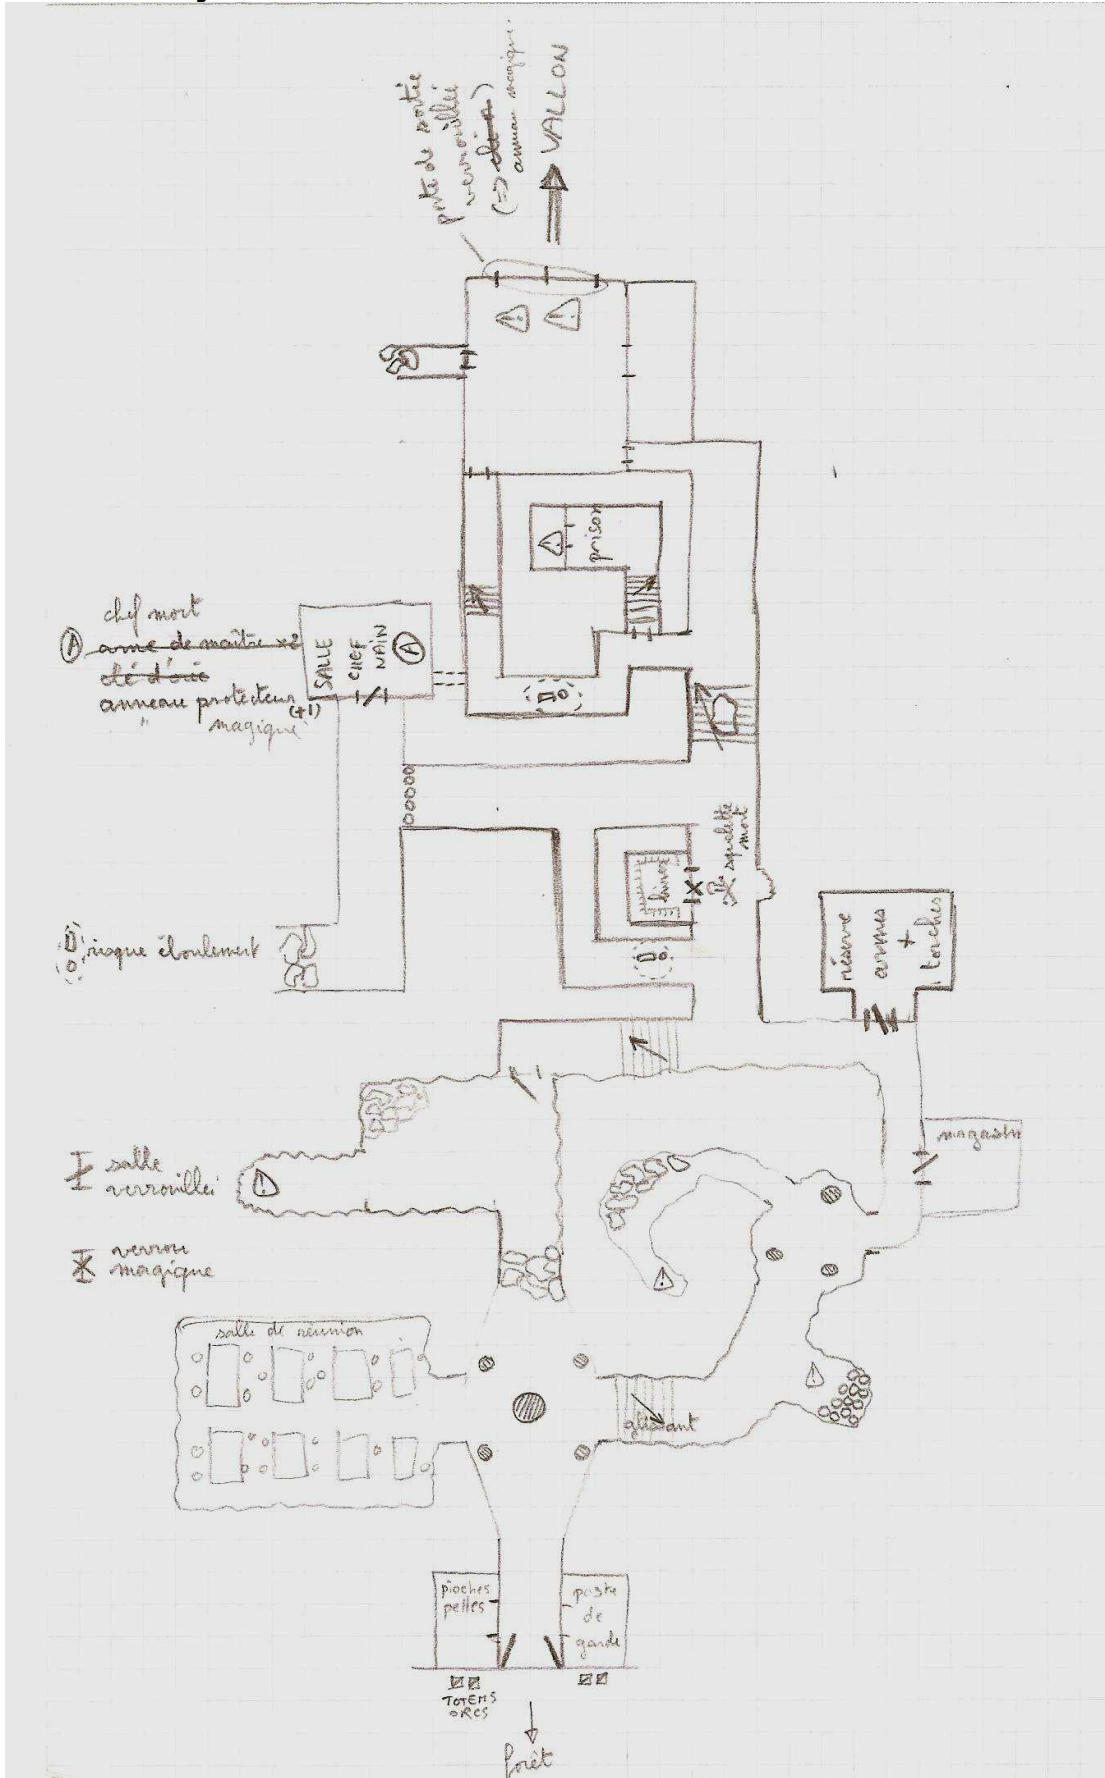 porte de sortie
verrouillée
(=> clé A)
anneau magique
VALLON
prison
chef mort
A arme de maître x2
clé d'or
anneau protecteur
(+1)
" magique
SALLE
CHEF
NAIN
A
livres
squelette
mort
risque éboulement
réserve
armes
+
torches
magasin
salle
verrouillée
verrou
magique
salle de réunion
glissant
pioches
pelles
poste
de
garde
TOTEMS
ORCS
forêt